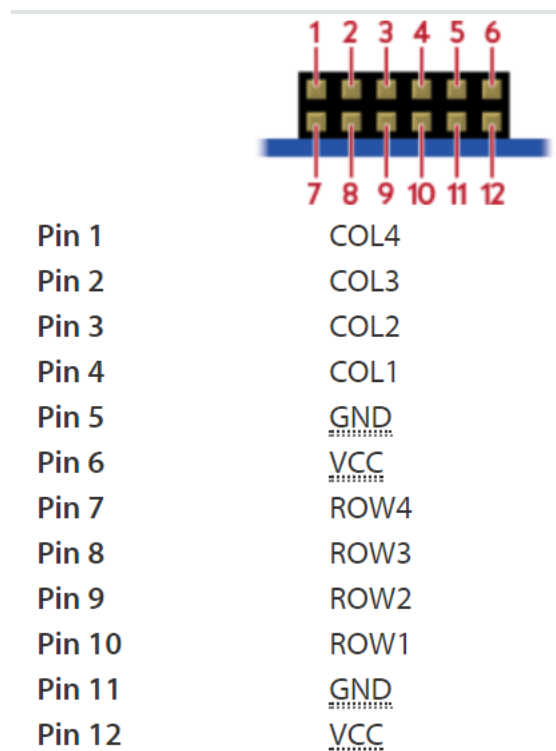 1 2 3 4 5 6
7 8 9 10 11 12
Pin 1 COL4
Pin 2 COL3
Pin 3 COL2
Pin 4 COL1
Pin 5 GND
Pin 6 VCC
Pin 7 ROW4
Pin 8 ROW3
Pin 9 ROW2
Pin 10 ROW1
Pin 11 GND
Pin 12 VCC